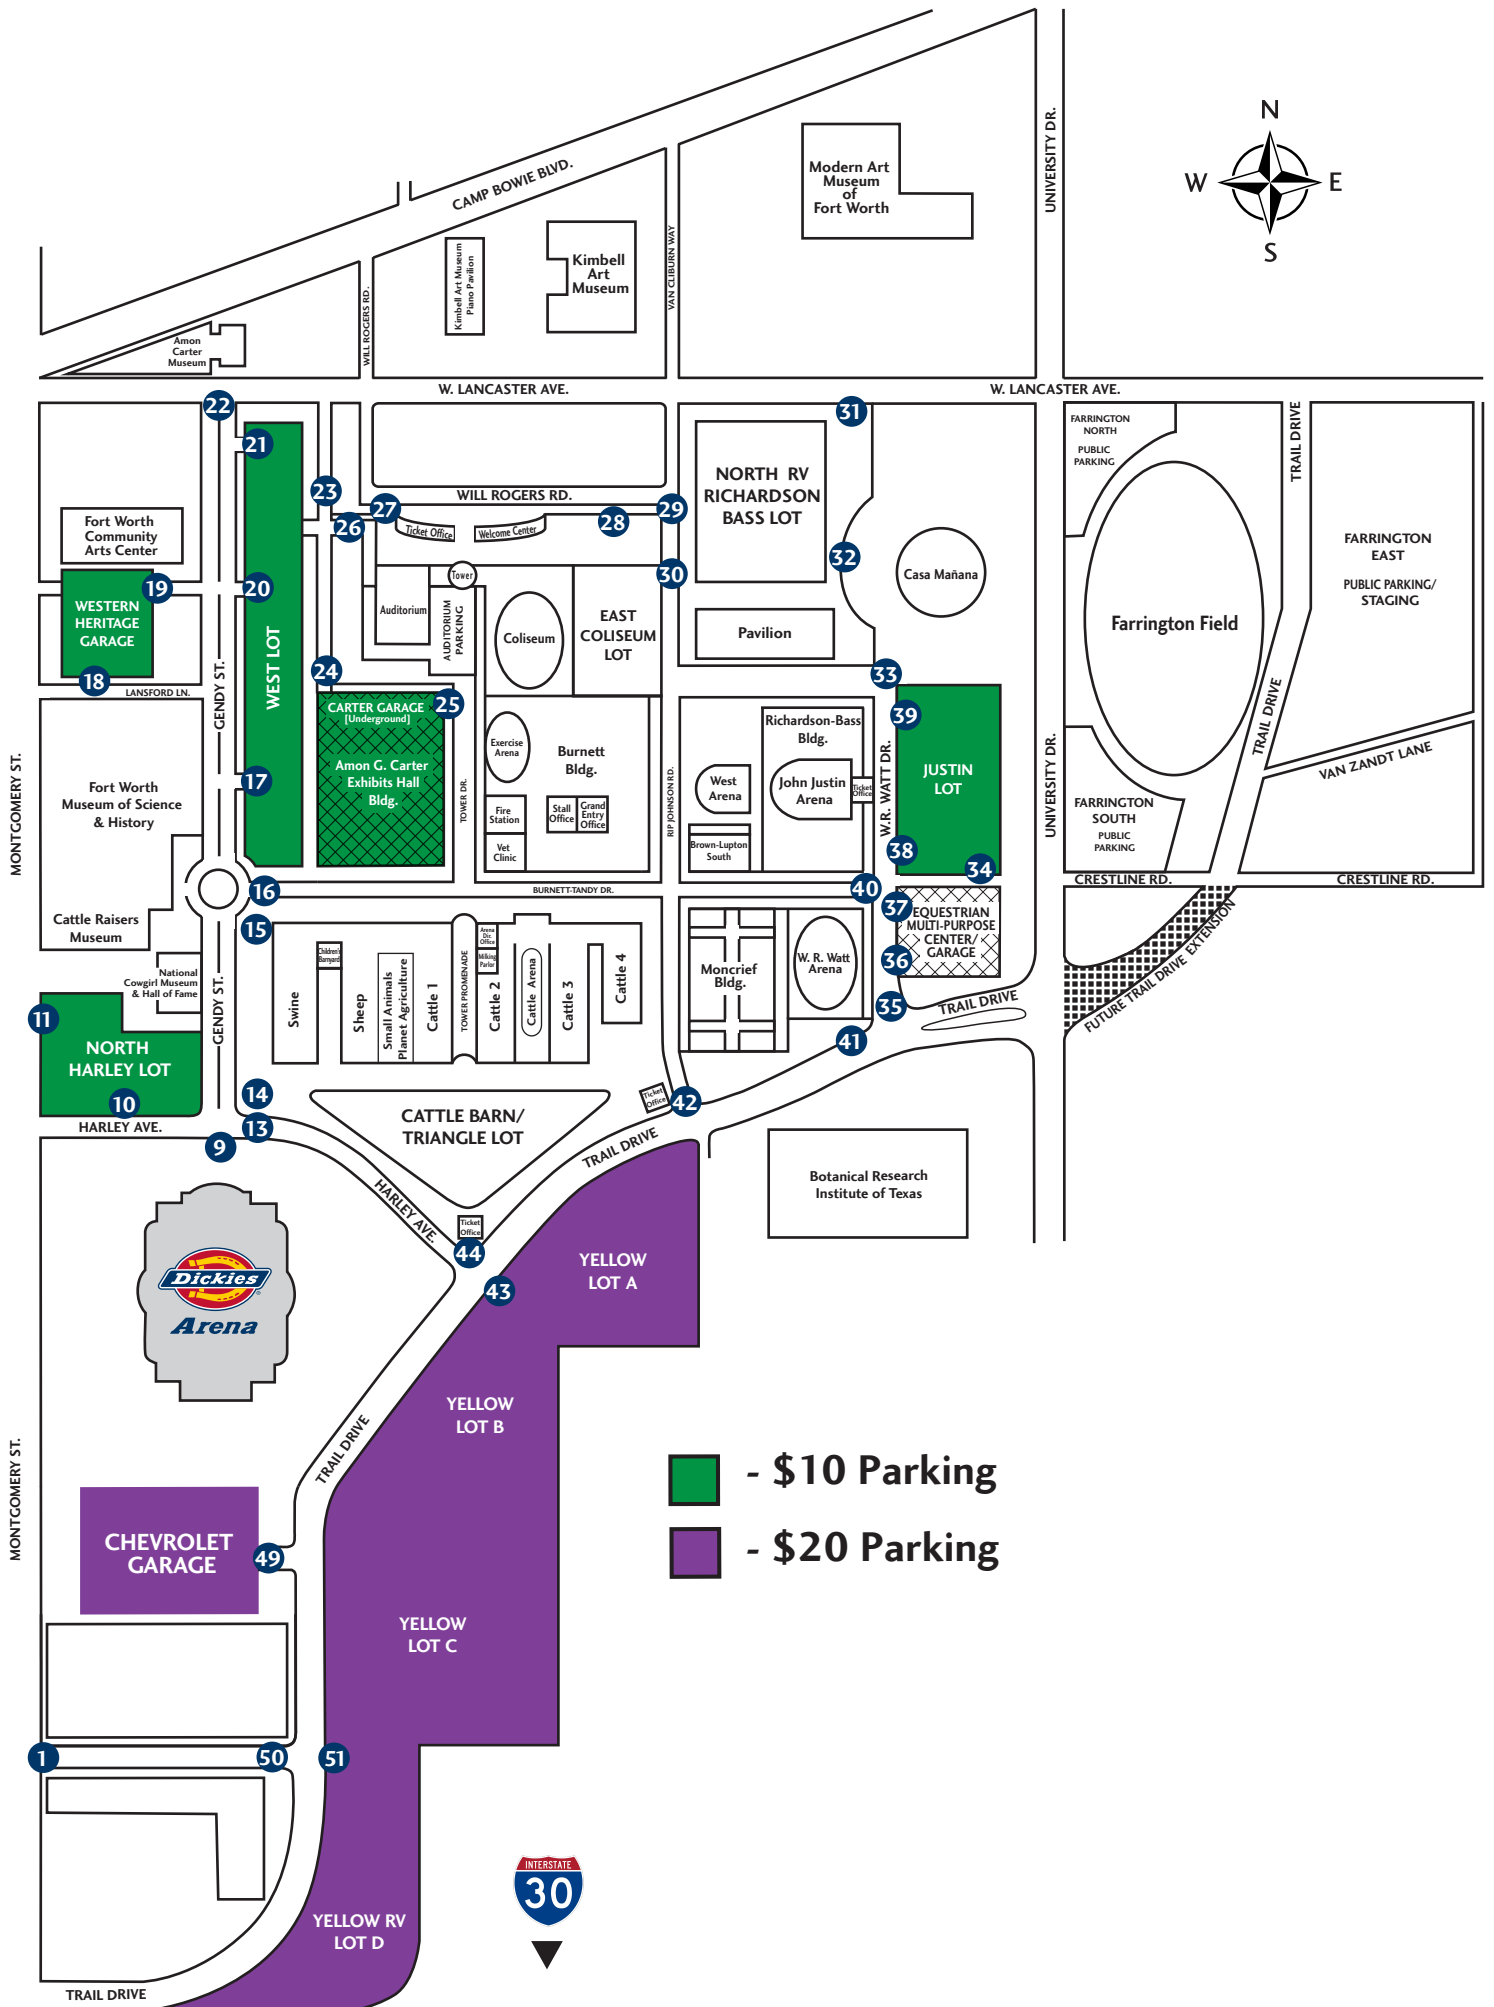 N
W
E
S
CAMP BOWIE BLVD.
UNIVERSITY DR.
Modern Art
Museum
of
Fort Worth
VAN CLIBURN WAY
Kimbell Art Museum
Piano Pavilion
Kimbell
Art
Museum
WILL ROGERS RD.
Amon
Carter
Museum
W. LANCASTER AVE.
W. LANCASTER AVE.
22
21
31
23
27
26
29
28
WILL ROGERS RD.
Ticket Office
Welcome Center
NORTH RV
RICHARDSON
BASS LOT
FARRINGTON
NORTH
PUBLIC
PARKING
TRAIL DRIVE
FARRINGTON
EAST
PUBLIC PARKING/
STAGING
Fort Worth
Community
Arts Center
19
20
WESTERN
HERITAGE
GARAGE
18
LANSFORD LN.
GENDY ST.
WEST LOT
Tower
Auditorium
AUDITORIUM
PARKING
Coliseum
EAST
COLISEUM
LOT
30
32
Casa Mañana
Pavilion
33
Farrington Field
24
25
CARTER GARAGE
[Underground]
Amon G. Carter
Exhibits Hall
Bldg.
17
TOWER DR.
Exercise
Arena
Burnett
Bldg.
Fire
Station
Stall
Office
Grand
Entry
Office
Vet
Clinic
RIP JOHNSON RD.
Richardson-Bass
Bldg.
West
Arena
John Justin
Arena
Ticket
Office
Brown-Lupton
South
W.R. WATT DR.
39
JUSTIN
LOT
38
34
UNIVERSITY DR.
TRAIL DRIVE
VAN ZANDT LANE
FARRINGTON
SOUTH
PUBLIC
PARKING
CRESTLINE RD.
CRESTLINE RD.
FUTURE TRAIL DRIVE EXTENSION
MONTGOMERY ST.
Fort Worth
Museum of Science
& History
Cattle Raisers
Museum
16
15
BURNETT-TANDY DR.
40
37
EQUESTRIAN
MULTI-PURPOSE
CENTER/
GARAGE
36
35
TRAIL DRIVE
41
National
Cowgirl Museum
& Hall of Fame
GENDY ST.
Children's
Barnyard
Swine
Sheep
Small Animals
Planet Agriculture
Cattle 1
TOWER PROMENADE
Arena
Dic
Office
Milking
Parlor
Cattle 2
Cattle Arena
Cattle 3
Cattle 4
Moncrief
Bldg.
W. R. Watt
Arena
11
NORTH
HARLEY LOT
10
HARLEY AVE.
14
13
9
CATTLE BARN/
TRIANGLE LOT
Ticket
Office
42
TRAIL DRIVE
HARLEY AVE.
Ticket
Office
44
43
Botanical Research
Institute of Texas
Dickies
®
Arena
YELLOW
LOT A
YELLOW
LOT B
TRAIL DRIVE
MONTGOMERY ST.
CHEVROLET
GARAGE
49
- $10 Parking
- $20 Parking
YELLOW
LOT C
1
50
51
INTERSTATE
30
YELLOW RV
LOT D
TRAIL DRIVE